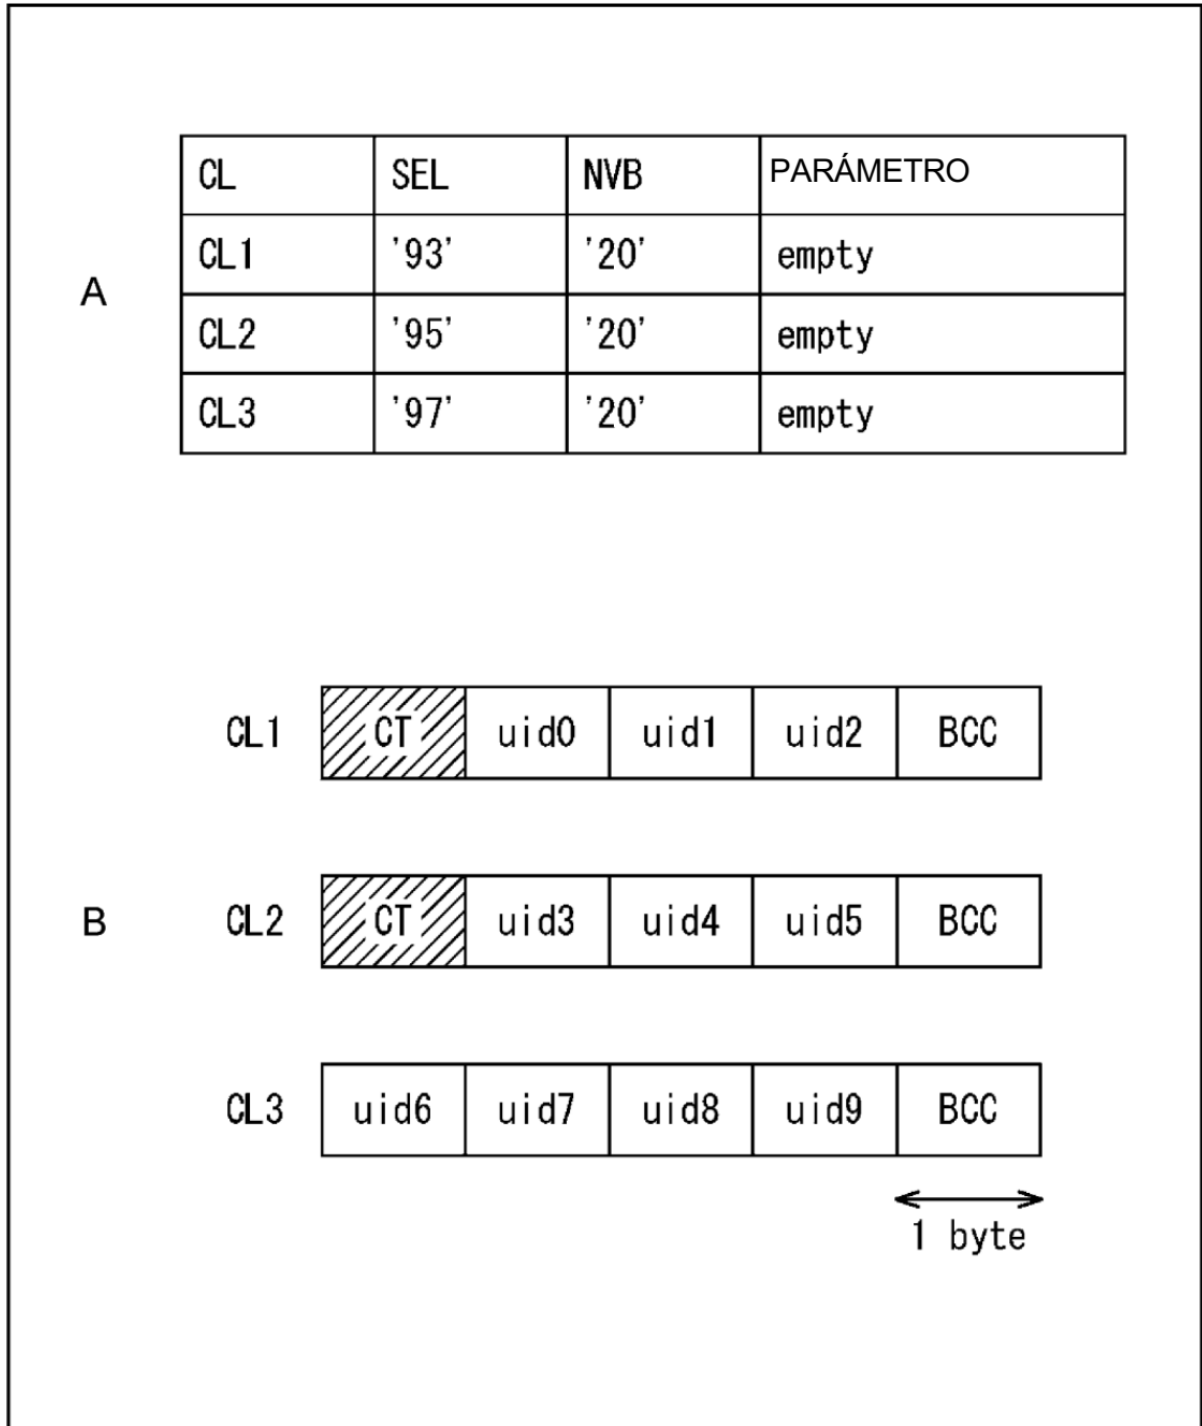 CL SEL NVB PARÁMETRO
CL1 '93' '20' empty
A
CL2 '95' '20' empty
CL3 '97' '20' empty
CL1 CT uid0 uid1 uid2 BCC
B CL2 CT uid3 uid4 uid5 BCC
CL3 uid6 uid7 uid8 uid9 BCC
1 byte